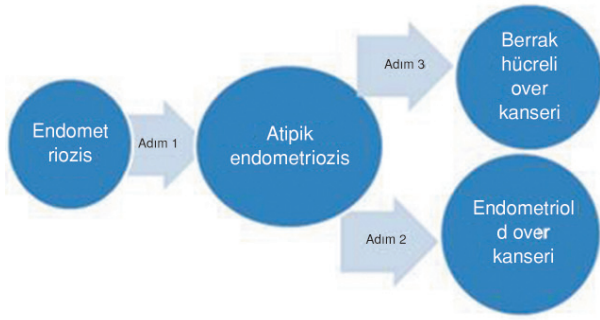 Endomet
riozis
Adım 1
Atipik
endometriozis
Adım 3
Berrak
hücreli
over
kanseri
Adım 2
Endometriol
d over
kanseri